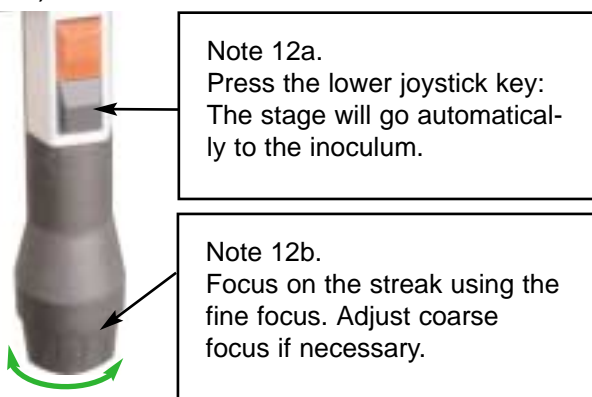 Note 12a.
Press the lower joystick key:
The stage will go automatical-
ly to the inoculum.
Note 12b.
Focus on the streak using the
fine focus. Adjust coarse
focus if necessary.